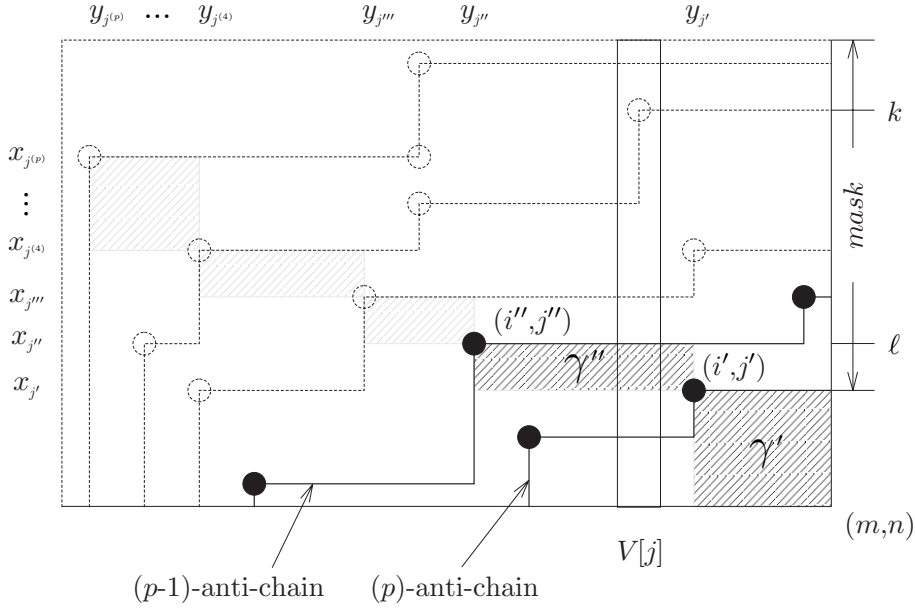 y_{j^{(p)}} ... y_{j^{(4)}} y_{j'''} y_{j''} y_{j'}
k
x_{j^{(p)}}
⋮
mask
x_{j^{(4)}}
x_{j'''}
(i'',j'')
x_{j''} ℓ
γ'' (i',j')
x_{j'}
γ'
(m,n)
V[j]
(p-1)-anti-chain (p)-anti-chain